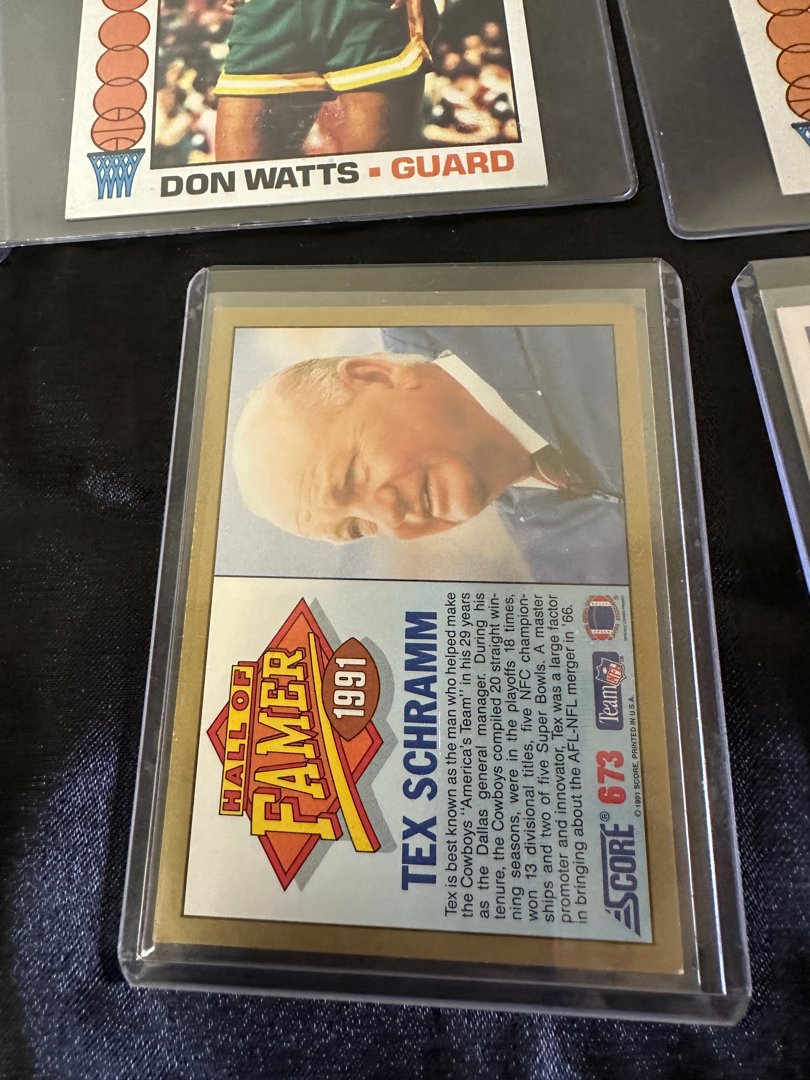 DON WATTS ▪ GUARD
HALL OF
FAMER
1991
TEX SCHRAMM
Tex is best known as the man who helped make
the Cowboys "America's Team" in his 29 years
as the Dallas general manager. During his
tenure, the Cowboys compiled 20 straight win-
ning seasons, were in the playoffs 18 times,
won 13 divisional titles, five NFC champion-
ships and two of five Super Bowls. A master
promoter and innovator, Tex was a large factor
in bringing about the AFL-NFL merger in '66.
SCORE® 673 Team NFL
© 1991 SCORE, PRINTED IN U.S.A.